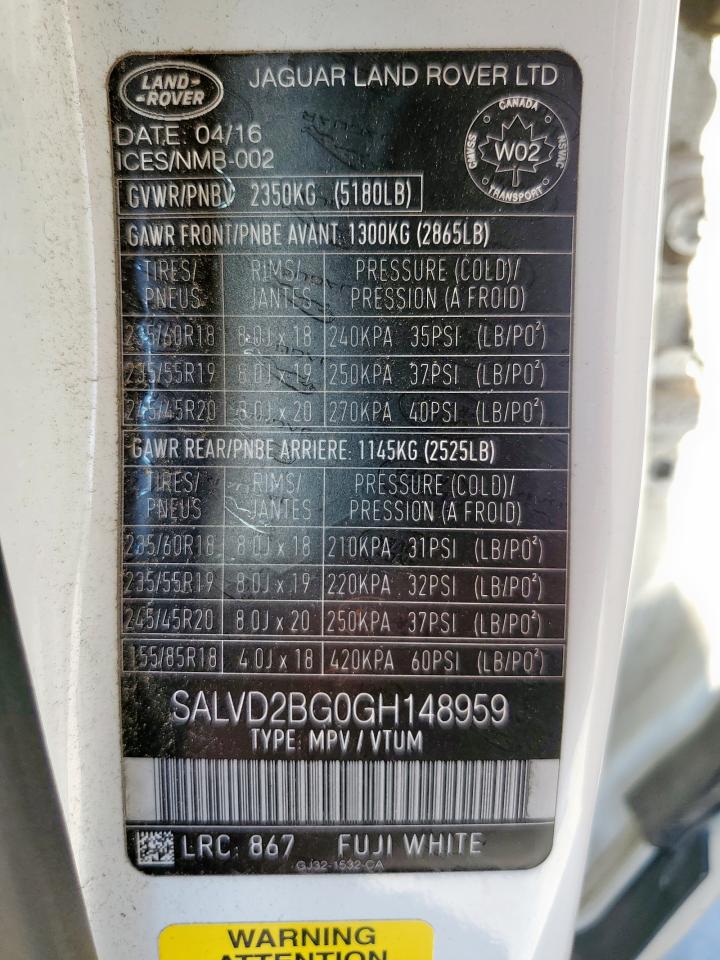 LAND-
-ROVER
JAGUAR LAND ROVER LTD
DATE: 04/16
ICES/NMB-002
CANADA
CMVSS
W02
NSVAC
TRANSPORT
GVWR/PNBV 2350KG (5180LB)
GAWR FRONT/PNBE AVANT: 1300KG (2865LB)
TIRES/ RIMS/ PRESSURE (COLD)/
PNEUS JANTES PRESSION (A FROID)
235/60R18 8.0J x 18 240KPA 35PSI (LB/PO²)
235/55R19 8.0J x 19 250KPA 37PSI (LB/PO²)
245/45R20 8.0J x 20 270KPA 40PSI (LB/PO²)
GAWR REAR/PNBE ARRIERE: 1145KG (2525LB)
TIRES/ RIMS/ PRESSURE (COLD)/
PNEUS JANTES PRESSION (A FROID)
235/60R18 8.0J x 18 210KPA 31PSI (LB/PO²)
235/55R19 8.0J x 19 220KPA 32PSI (LB/PO²)
245/45R20 8.0J x 20 250KPA 37PSI (LB/PO²)
155/85R18 4.0J x 18 420KPA 60PSI (LB/PO²)
SALVD2BG0GH148959
TYPE: MPV / VTUM
LRC: 867 FUJI WHITE
GJ32-1532-CA
WARNING
ATTENTION